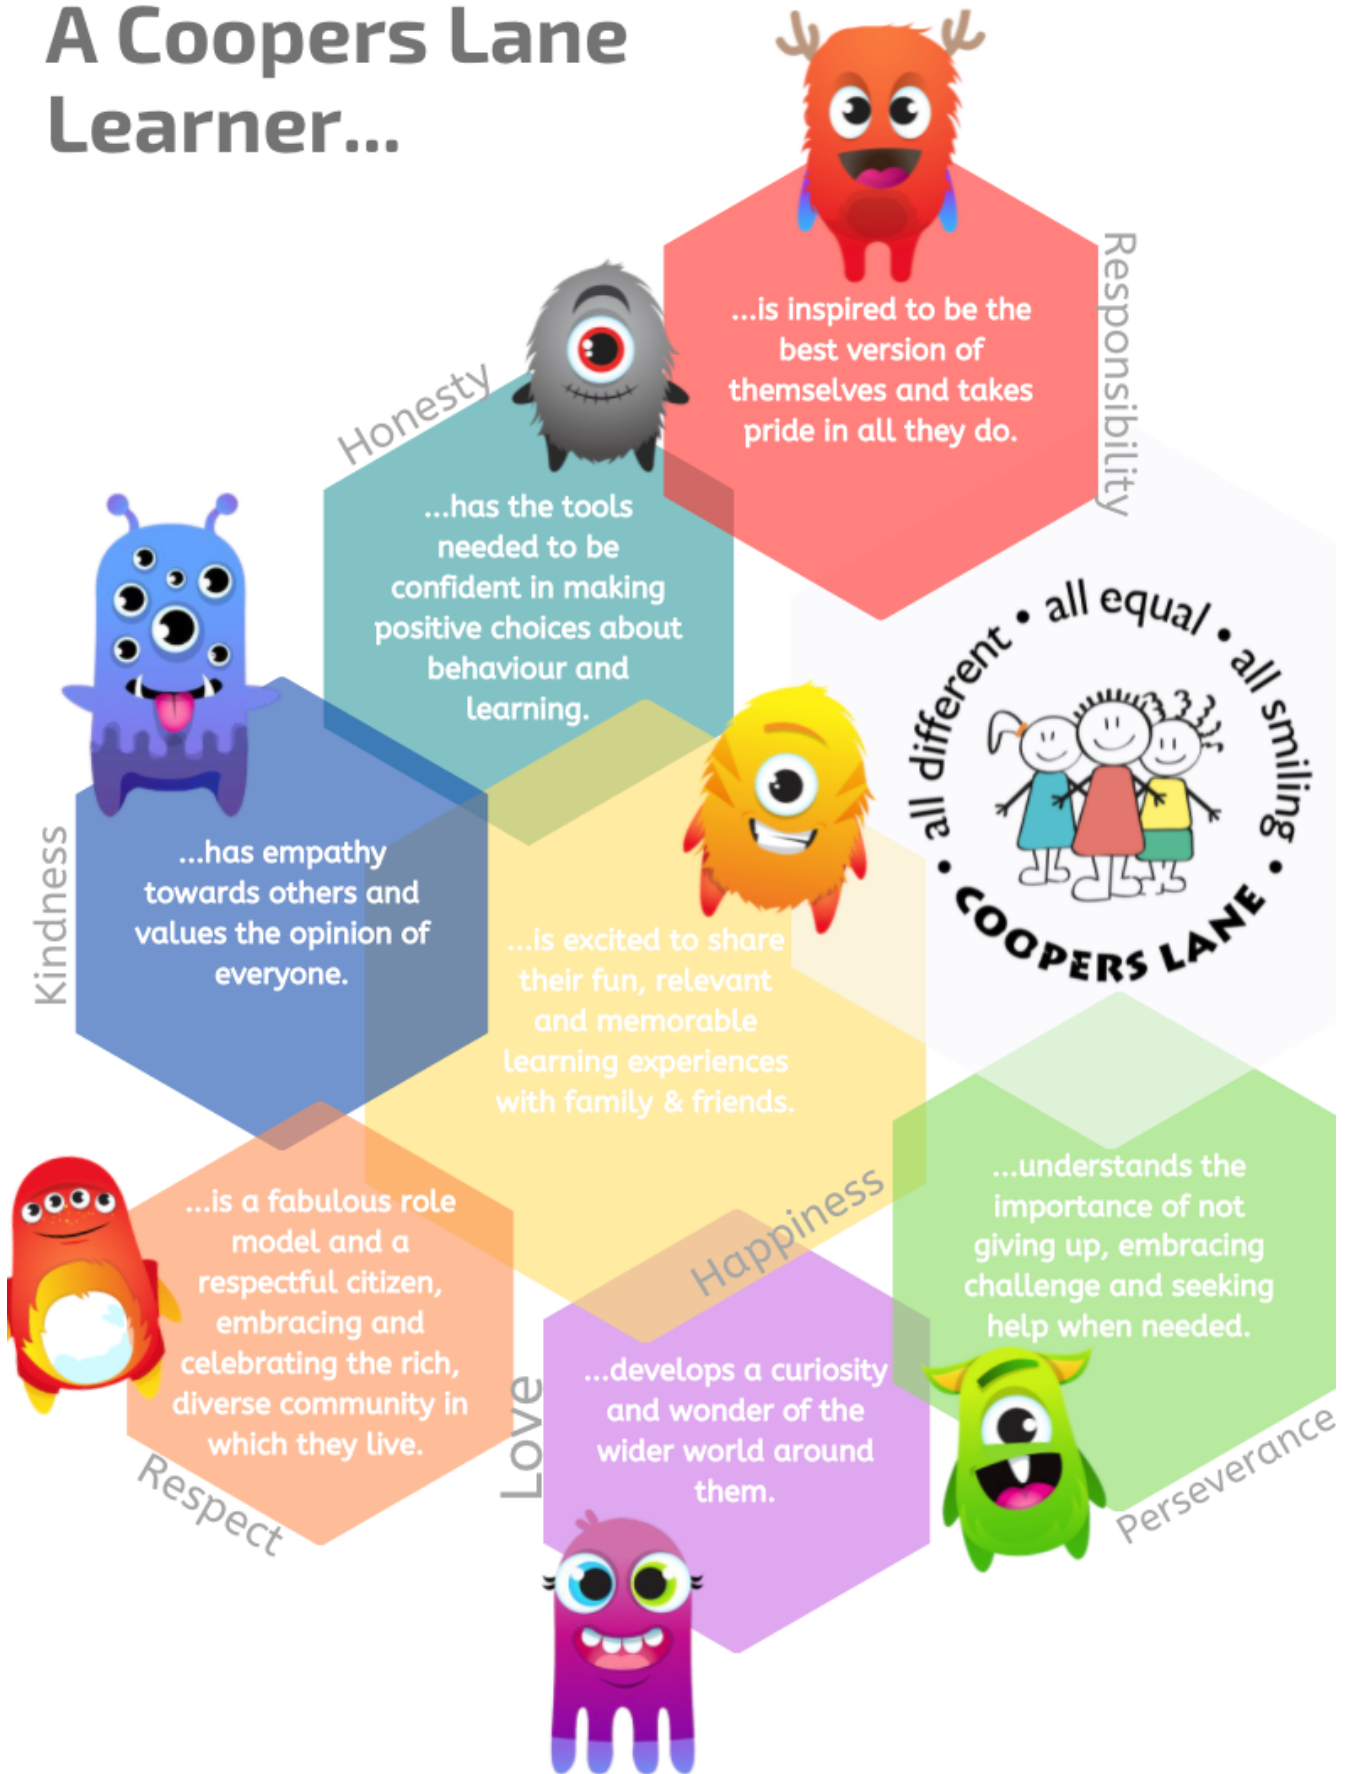 A Coopers Lane
Learner...
Responsibility
...is inspired to be the
best version of
themselves and takes
pride in all they do.
Honesty
...has the tools
needed to be
confident in making
positive choices about
behaviour and
learning.
all different • all equal • all smiling •
COOPERS LANE •
Kindness
...has empathy
towards others and
values the opinion of
everyone.
...is excited to share
their fun, relevant
and memorable
learning experiences
with family & friends.
Happiness
...understands the
importance of not
giving up, embracing
challenge and seeking
help when needed.
Perseverance
...is a fabulous role
model and a
respectful citizen,
embracing and
celebrating the rich,
diverse community in
which they live.
Respect
Love
...develops a curiosity
and wonder of the
wider world around
them.